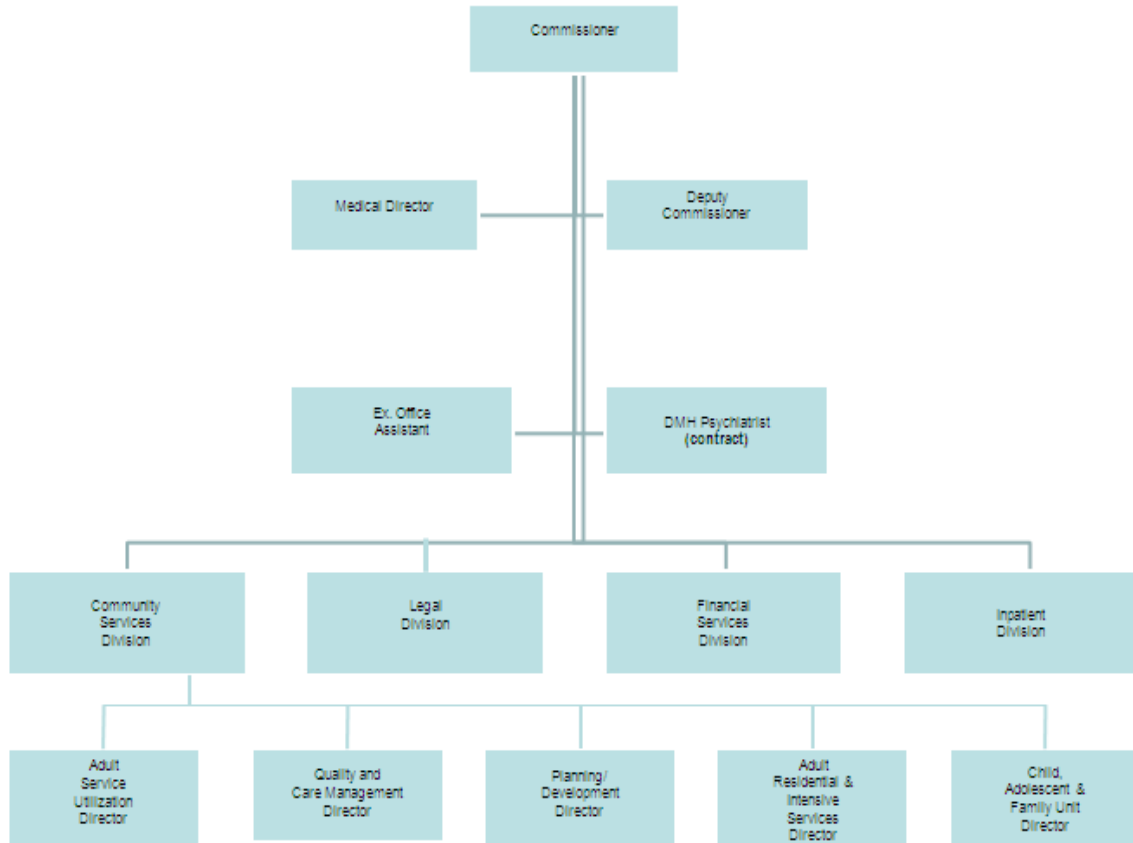 Commissioner
Medical Director
Deputy
Commissioner
Ex. Office
Assistant
DMH Psychiatrist
(contract)
Community
Services
Division
Legal
Division
Financial
Services
Division
Inpatient
Division
Adult
Service
Utilization
Director
Quality and
Care Management
Director
Planning/
Development
Director
Adult
Residential &
Intensive
Services
Director
Child,
Adolescent &
Family Unit
Director